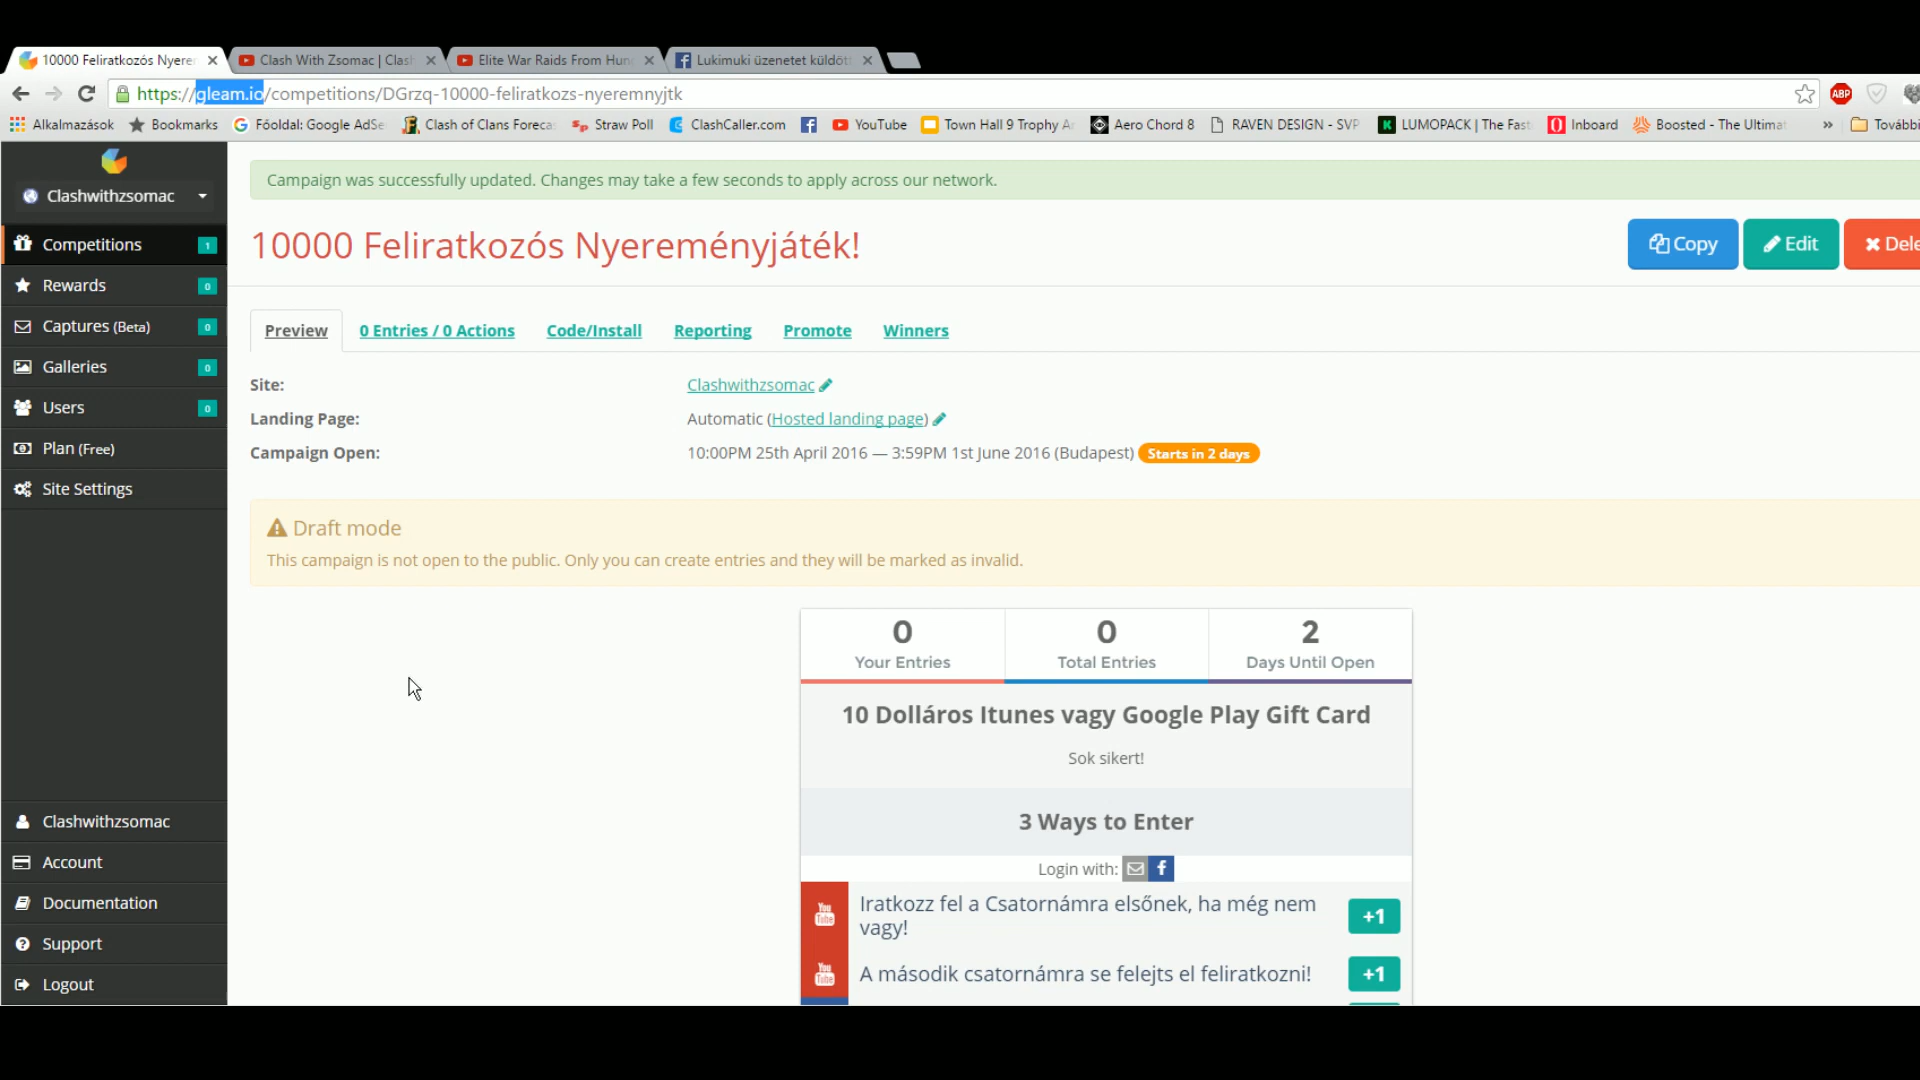 10000 Feliratkozós Nyere
Clash With Zsomac | Clash
Elite War Raids From Hun
Lukimuki üzenetet küldött
https://gleam.io/competitions/DGrzq-10000-feliratkozs-nyeremnyjtk
ABP
Alkalmazások
Bookmarks
Főoldal: Google AdSe
Clash of Clans Foreca
Straw Poll
ClashCaller.com
YouTube
Town Hall 9 Trophy A
Aero Chord 8
RAVEN DESIGN - SVP
LUMOPACK | The Fast
Inboard
Boosted - The Ultima
»
További
Clashwithzsomac
Competitions 1
Rewards 0
Captures (Beta) 0
Galleries 0
Users 0
Plan (Free)
Site Settings
Clashwithzsomac
Account
Documentation
Support
Logout
Campaign was successfully updated. Changes may take a few seconds to apply across our network.
10000 Feliratkozós Nyereményjáték!
Copy
Edit
Dele
Preview
0 Entries / 0 Actions
Code/Install
Reporting
Promote
Winners
Site: Clashwithzsomac
Landing Page: Automatic (Hosted landing page)
Campaign Open: 10:00PM 25th April 2016 — 3:59PM 1st June 2016 (Budapest) Starts in 2 days
Draft mode
This campaign is not open to the public. Only you can create entries and they will be marked as invalid.
0 0 2
Your Entries Total Entries Days Until Open
10 Dolláros Itunes vagy Google Play Gift Card
Sok sikert!
3 Ways to Enter
Login with:
You Tube
Iratkozz fel a Csatornámra elsőnek, ha még nem
vagy!
+1
You Tube
A második csatornámra se felejts el feliratkozni!
+1